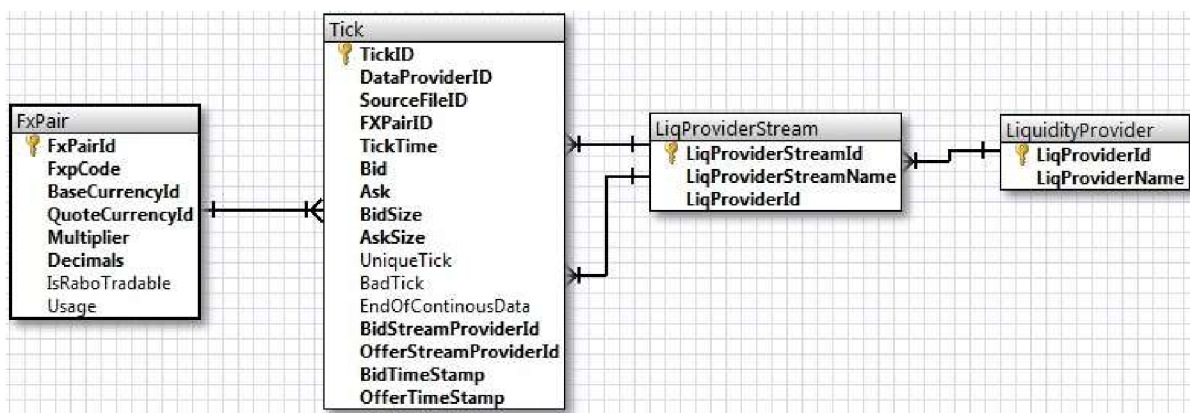 FxPair
FxPairId
FxpCode
BaseCurrencyId
QuoteCurrencyId
Multiplier
Decimals
IsRaboTradable
Usage
Tick
TickID
DataProviderID
SourceFileID
FXPairID
TickTime
Bid
Ask
BidSize
AskSize
UniqueTick
BadTick
EndOfContinousData
BidStreamProviderId
OfferStreamProviderId
BidTimeStamp
OfferTimeStamp
LiqProviderStream
LiqProviderStreamId
LiqProviderStreamName
LiqProviderId
LiquidityProvider
LiqProviderId
LiqProviderName